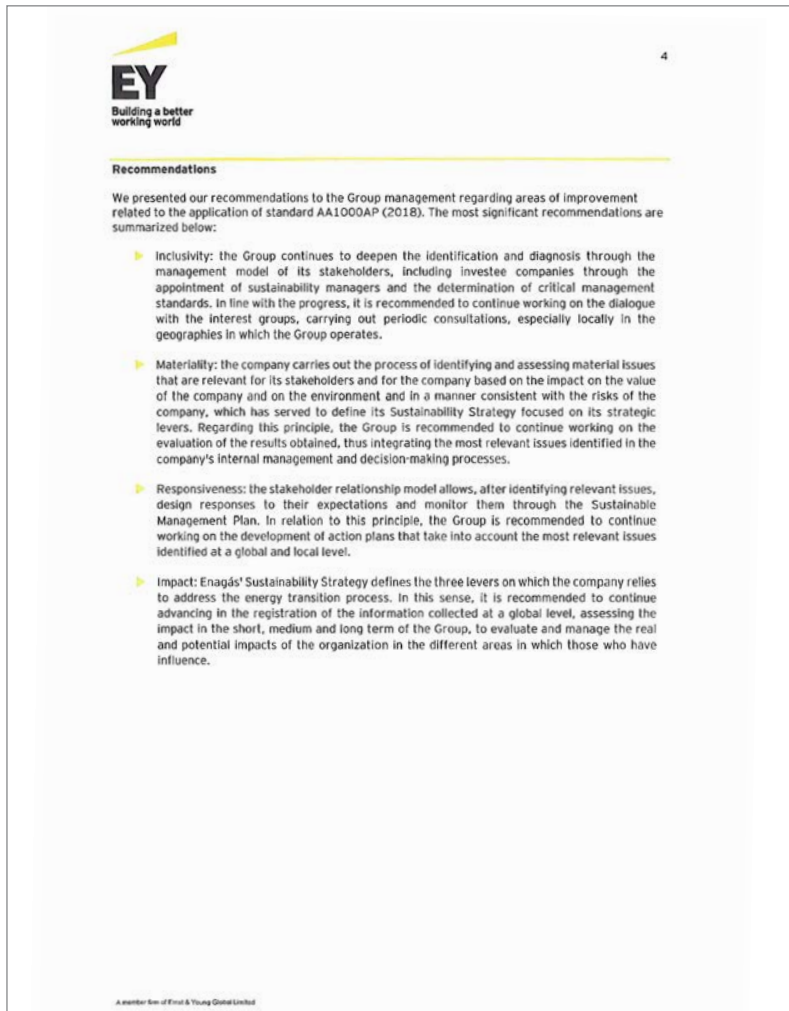 4
EY
Building a better
working world
Recommendations
We presented our recommendations to the Group management regarding areas of improvement
related to the application of standard AA1000AP (2018). The most significant recommendations are
summarized below:
Inclusivity: the Group continues to deepen the identification and diagnosis through the
management model of its stakeholders, including investee companies through the
appointment of sustainability managers and the determination of critical management
standards. In line with the progress, it is recommended to continue working on the dialogue
with the interest groups, carrying out periodic consultations, especially locally in the
geographies in which the Group operates.
Materiality: the company carries out the process of identifying and assessing material issues
that are relevant for its stakeholders and for the company based on the impact on the value
of the company and on the environment and in a manner consistent with the risks of the
company, which has served to define its Sustainability Strategy focused on its strategic
levers. Regarding this principle, the Group is recommended to continue working on the
evaluation of the results obtained, thus integrating the most relevant issues identified in the
company's internal management and decision-making processes.
Responsiveness: the stakeholder relationship model allows, after identifying relevant issues,
design responses to their expectations and monitor them through the Sustainable
Management Plan. In relation to this principle, the Group is recommended to continue
working on the development of action plans that take into account the most relevant issues
identified at a global and local level.
Impact: Enagás' Sustainability Strategy defines the three levers on which the company relies
to address the energy transition process. In this sense, it is recommended to continue
advancing in the registration of the information collected at a global level, assessing the
impact in the short, medium and long term of the Group, to evaluate and manage the real
and potential impacts of the organization in the different areas in which those who have
influence.
A member firm of Ernst & Young Global Limited